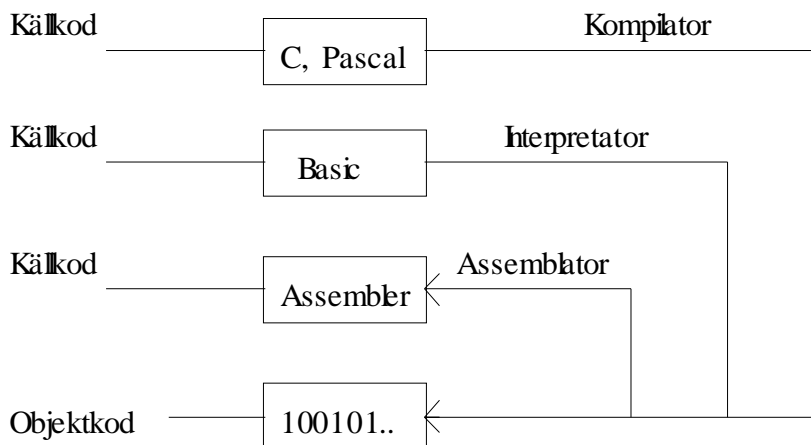 Källkod C, Pascal Kompilator
Källkod Basic Interpretator
Källkod Assembler Assemblator
Objektkod 100101..